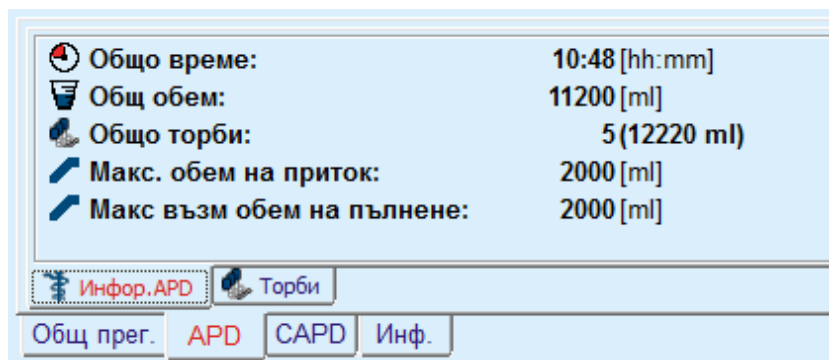 Общо време: 10:48 [hh:mm]
Общ обем: 11200 [ml]
Общо торби: 5 (12220 ml)
Макс. обем на приток: 2000 [ml]
Макс възм обем на пълнене: 2000 [ml]
Инфор.APD Торби
Общ прег. APD CAPD Инф.